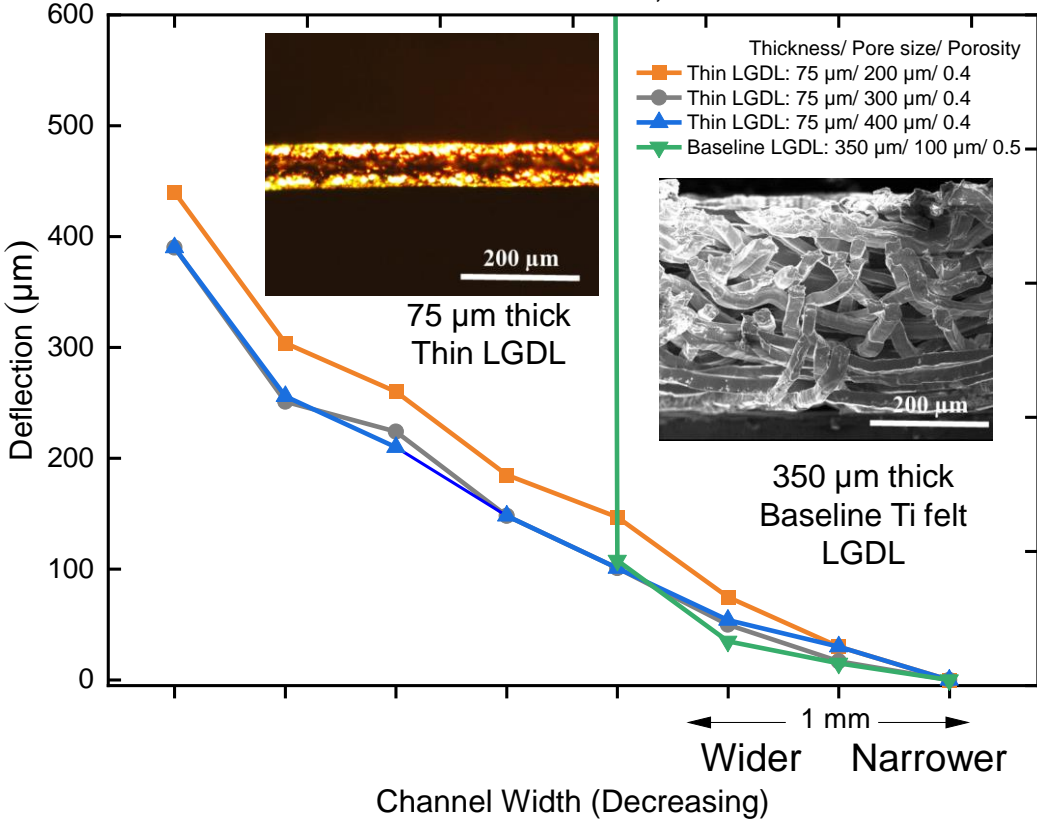 600
500
400
300
200
100
0
Deflection (µm)
Thickness/ Pore size/ Porosity
Thin LGDL: 75 µm/ 200 µm/ 0.4
Thin LGDL: 75 µm/ 300 µm/ 0.4
Thin LGDL: 75 µm/ 400 µm/ 0.4
Baseline LGDL: 350 µm/ 100 µm/ 0.5
200 µm
75 µm thick
Thin LGDL
200 µm
350 µm thick
Baseline Ti felt
LGDL
1 mm
Wider Narrower
Channel Width (Decreasing)